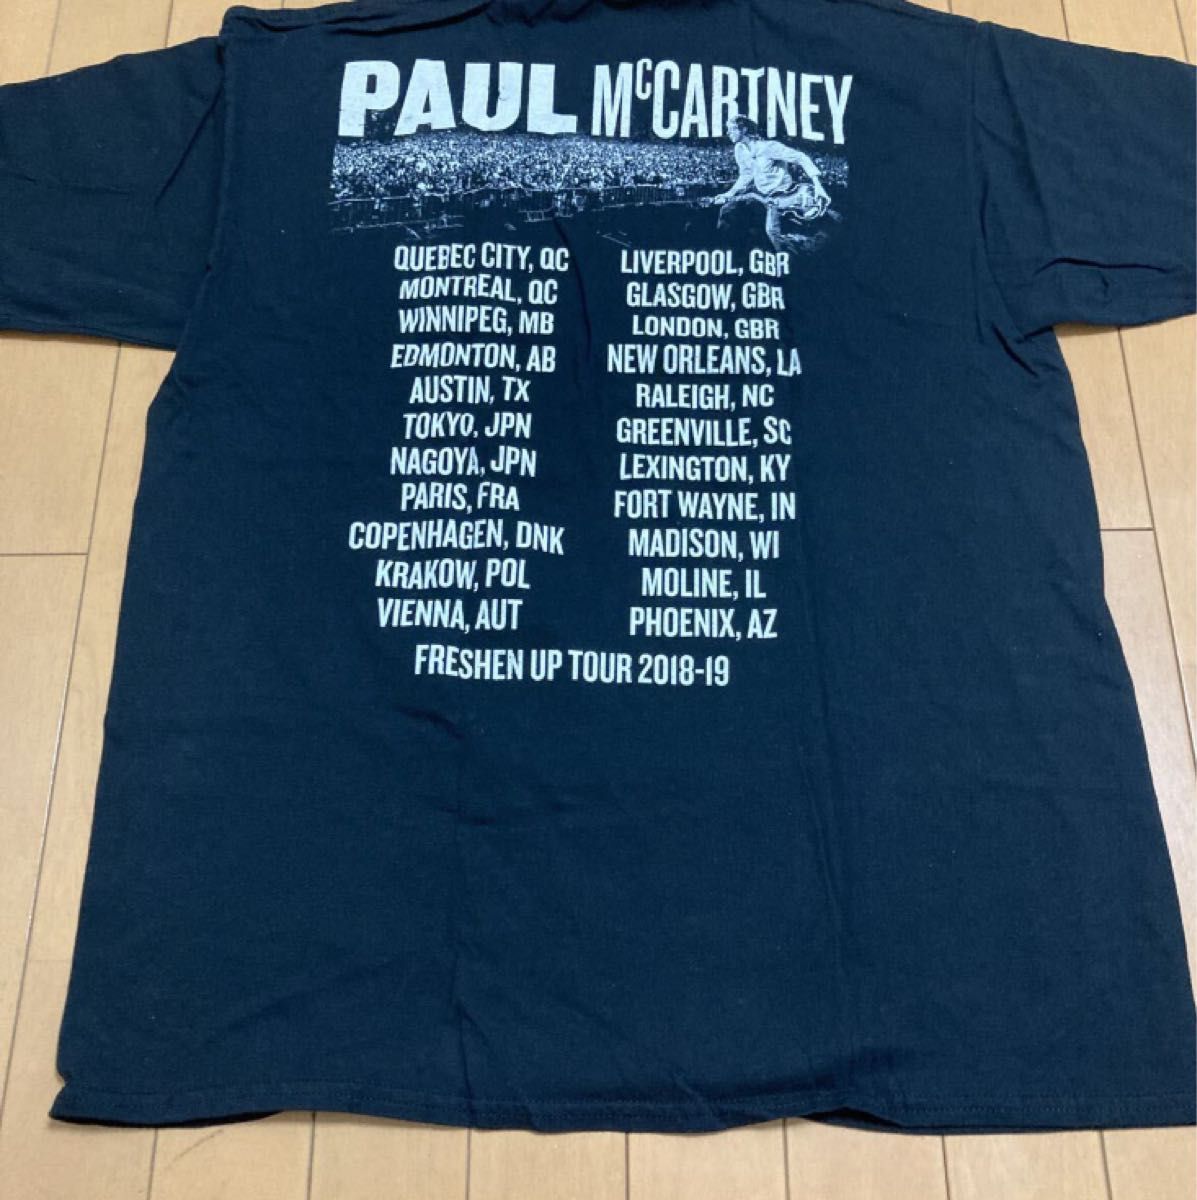 PAUL McCARTNEY
QUEBEC CITY, QC
MONTREAL, QC
WINNIPEG, MB
EDMONTON, AB
AUSTIN, TX
TOKYO, JPN
NAGOYA, JPN
PARIS, FRA
COPENHAGEN, DNK
KRAKOW, POL
VIENNA, AUT
LIVERPOOL, GBR
GLASGOW, GBR
LONDON, GBR
NEW ORLEANS, LA
RALEIGH, NC
GREENVILLE, SC
LEXINGTON, KY
FORT WAYNE, IN
MADISON, WI
MOLINE, IL
PHOENIX, AZ
FRESHEN UP TOUR 2018-19